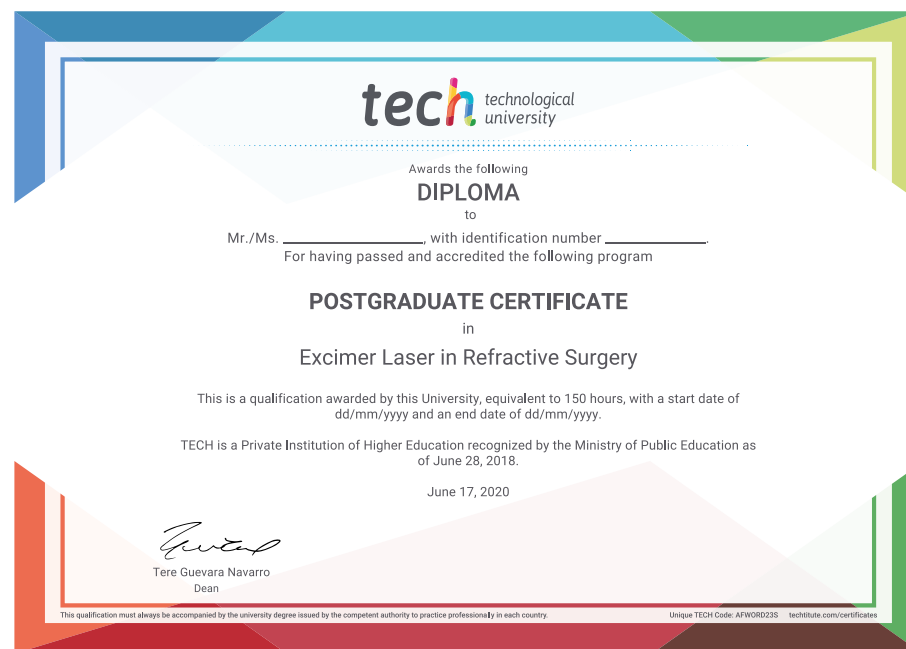 tech technological
university
Awards the following
DIPLOMA
to
Mr./Ms. ____________________, with identification number ______________.
For having passed and accredited the following program
POSTGRADUATE CERTIFICATE
in
Excimer Laser in Refractive Surgery
This is a qualification awarded by this University, equivalent to 150 hours, with a start date of
dd/mm/yyyy and an end date of dd/mm/yyyy.
TECH is a Private Institution of Higher Education recognized by the Ministry of Public Education as
of June 28, 2018.
June 17, 2020
Tere Guevara Navarro
Dean
This qualification must always be accompanied by the university degree issued by the competent authority to practice professionally in each country. Unique TECH Code: AFWORD23S techtitute.com/certificates